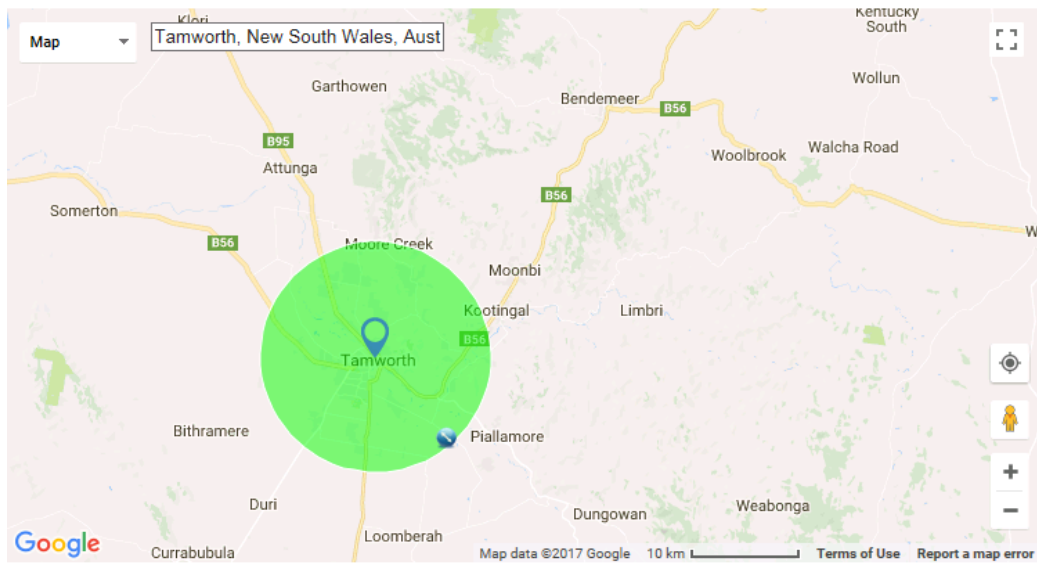 Klori
Kentucky
South
Map
Tamworth, New South Wales, Aust
Wollun
Garthowen
Bendemeer
B56
B95
Walcha Road
Woolbrook
Attunga
B56
Somerton
B56
Moore Creek
W
Moonbi
Kootingal
Limbri
B56
Tamworth
Bithramere
Piallamore
Duri
Weabonga
Dungowan
Loomberah
Google
Currabubula
Map data ©2017 Google
10 km
Terms of Use
Report a map error